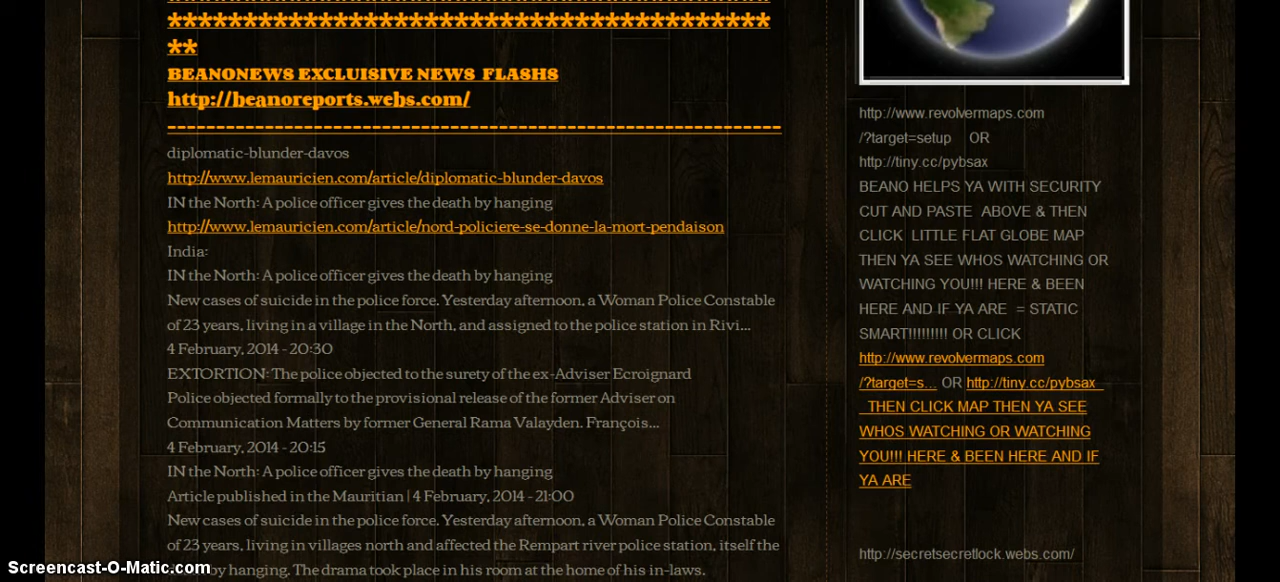 *****************************************
**
BEANONEWS EXCLUISIVE NEWS FLASHS
http://beanoreports.webs.com/
---------------------------------------------------------------
diplomatic-blunder-davos
http://www.lemauricien.com/article/diplomatic-blunder-davos
IN the North: A police officer gives the death by hanging
http://www.lemauricien.com/article/nord-policiere-se-donne-la-mort-pendaison
India:
IN the North: A police officer gives the death by hanging
New cases of suicide in the police force. Yesterday afternoon, a Woman Police Constable
of 23 years, living in a village in the North, and assigned to the police station in Rivi...
4 February, 2014 - 20:30
EXTORTION: The police objected to the surety of the ex-Adviser Ecroignard
Police objected formally to the provisional release of the former Adviser on
Communication Matters by former General Rama Valayden. François...
4 February, 2014 - 20:15
IN the North: A police officer gives the death by hanging
Article published in the Mauritian | 4 February, 2014 - 21:00
New cases of suicide in the police force. Yesterday afternoon, a Woman Police Constable
of 23 years, living in villages north and affected the Rempart river police station, itself the
by hanging. The drama took place in his room at the home of his in-laws.
http://www.revolvermaps.com
/?target=setup OR
http://tiny.cc/pybsax
BEANO HELPS YA WITH SECURITY
CUT AND PASTE ABOVE & THEN
CLICK LITTLE FLAT GLOBE MAP
THEN YA SEE WHOS WATCHING OR
WATCHING YOU!!! HERE & BEEN
HERE AND IF YA ARE = STATIC
SMART!!!!!!!!! OR CLICK
http://www.revolvermaps.com
/?target=s... OR http://tiny.cc/pybsax
THEN CLICK MAP THEN YA SEE
WHOS WATCHING OR WATCHING
YOU!!! HERE & BEEN HERE AND IF
YA ARE
http://secretsecretlock.webs.com/
Screencast-O-Matic.com